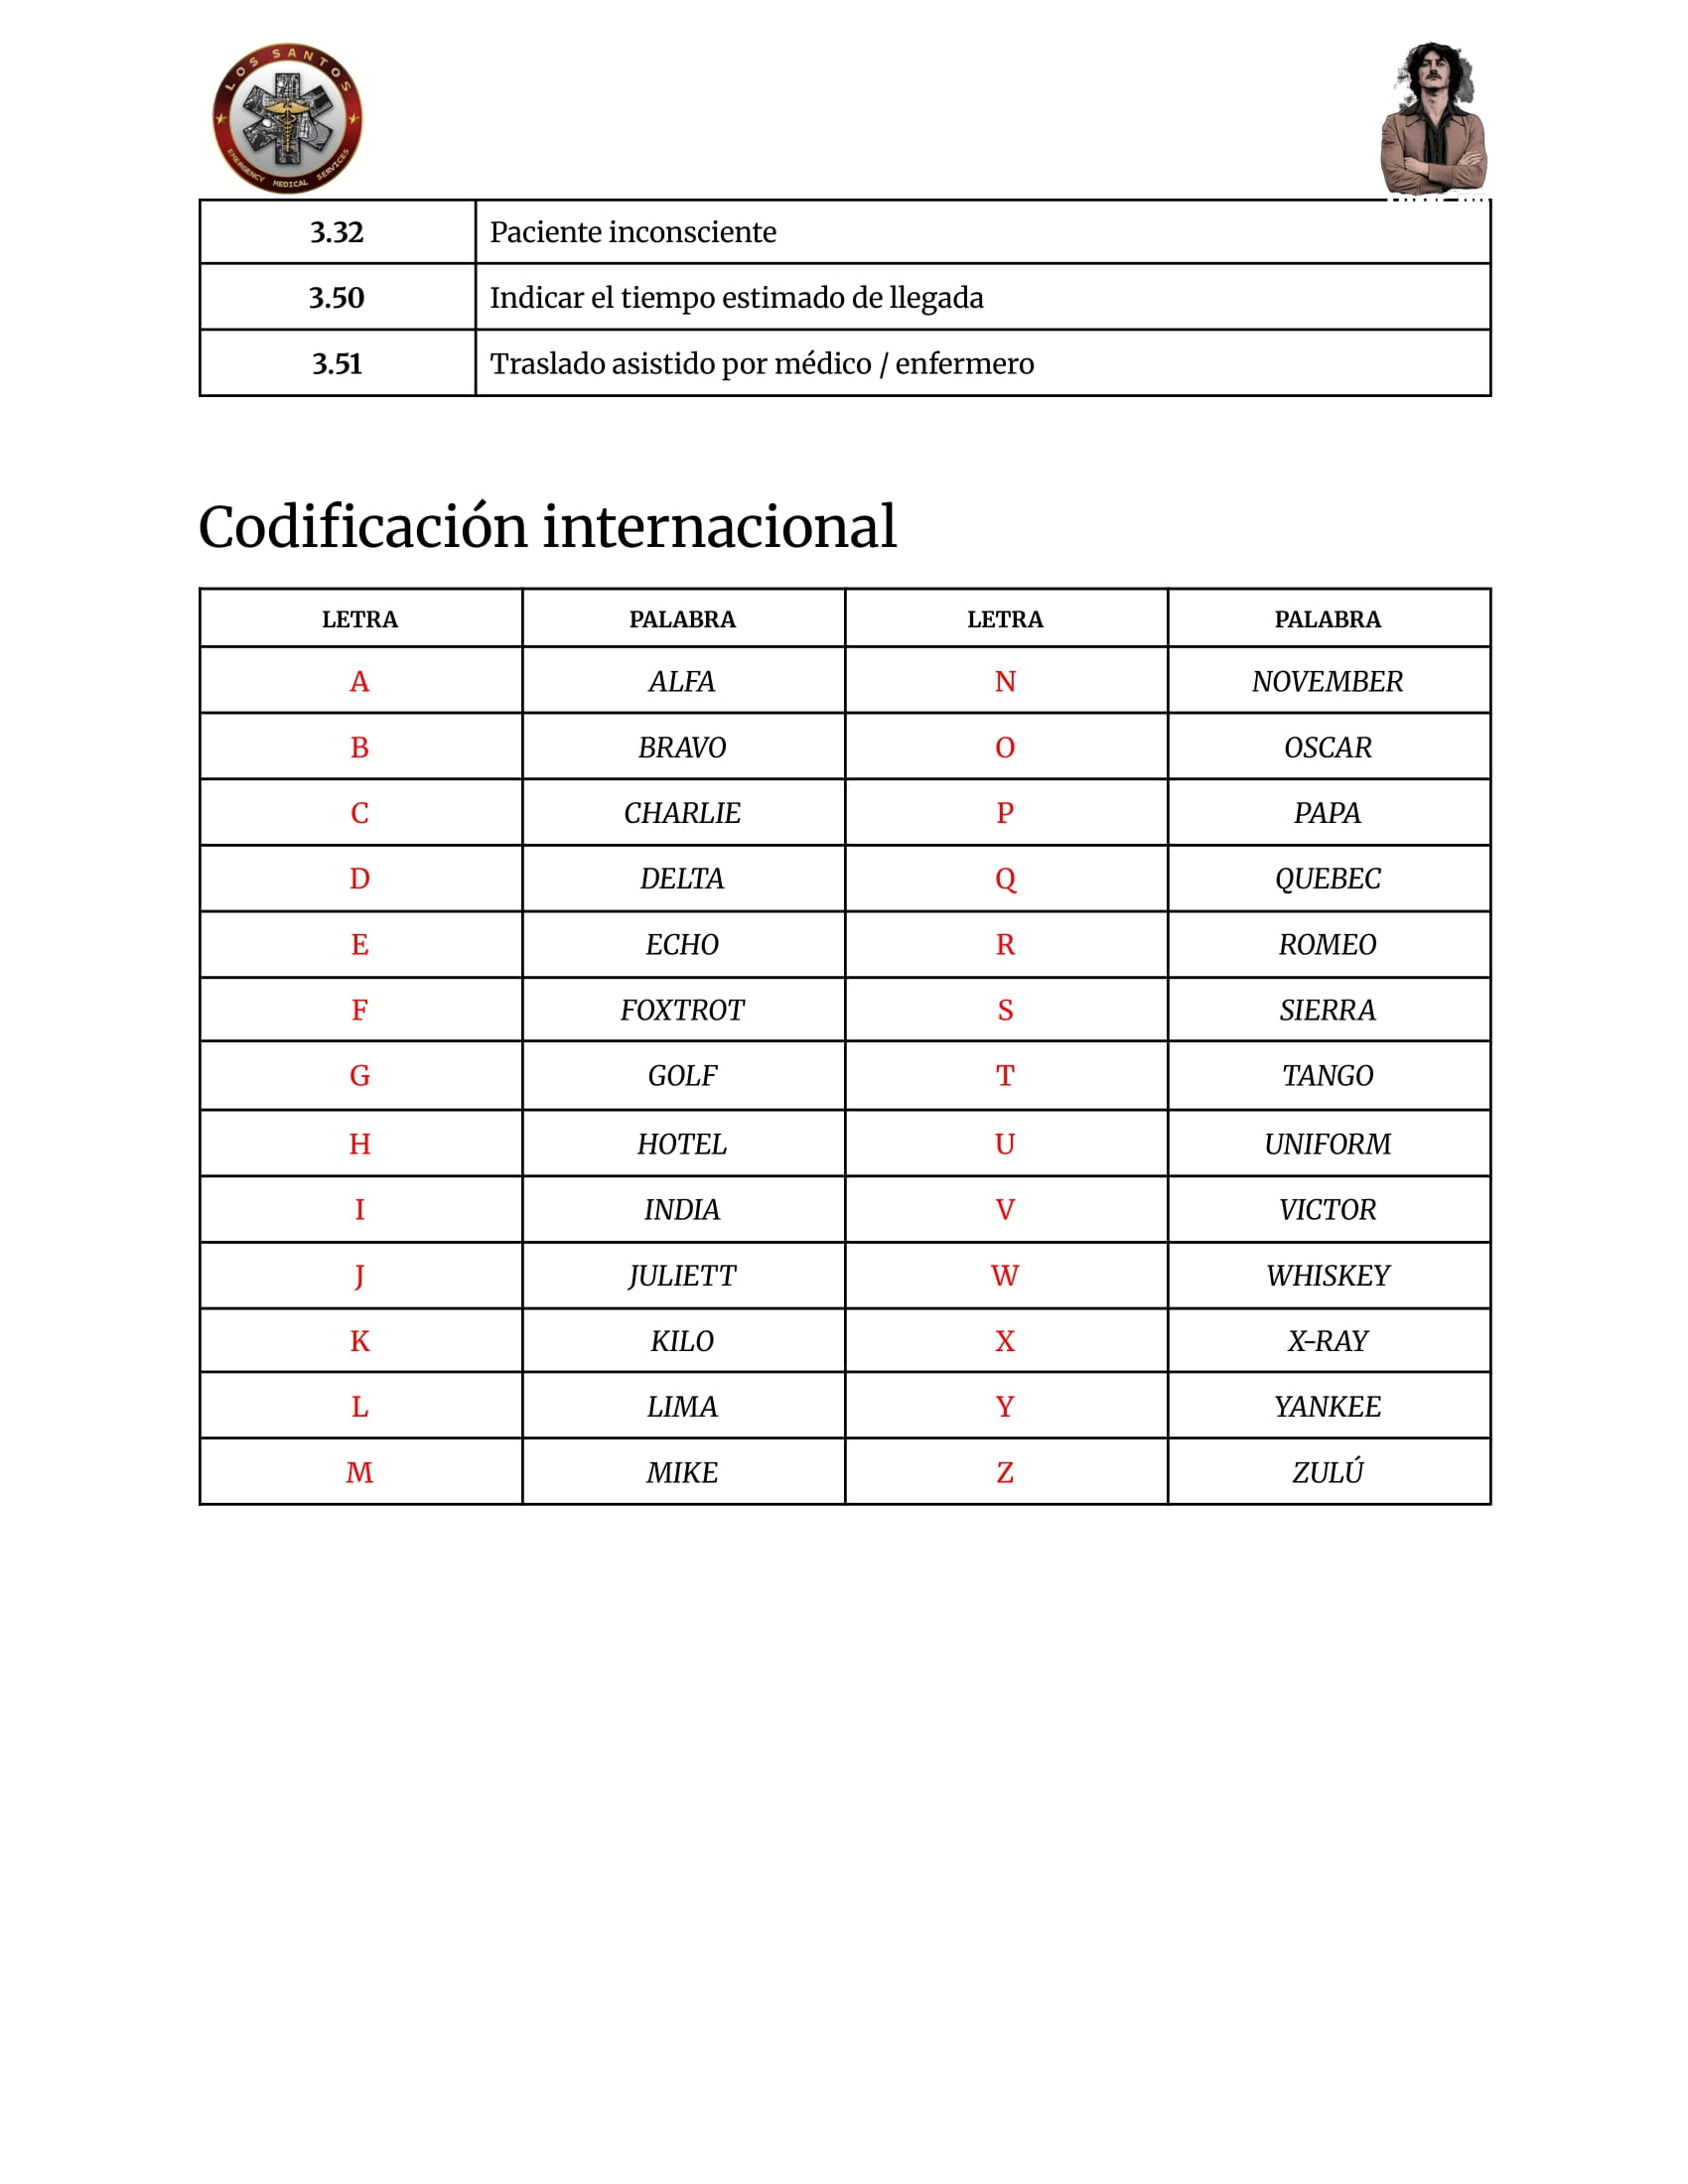 LOS SANTOS
EMERGENCY MEDICAL SERVICES
3.32 Paciente inconsciente
3.50 Indicar el tiempo estimado de llegada
3.51 Traslado asistido por médico / enfermero
Codificación internacional
LETRA PALABRA LETRA PALABRA
A ALFA N NOVEMBER
B BRAVO O OSCAR
C CHARLIE P PAPA
D DELTA Q QUEBEC
E ECHO R ROMEO
F FOXTROT S SIERRA
G GOLF T TANGO
H HOTEL U UNIFORM
I INDIA V VICTOR
J JULIETT W WHISKEY
K KILO X X-RAY
L LIMA Y YANKEE
M MIKE Z ZULÚ